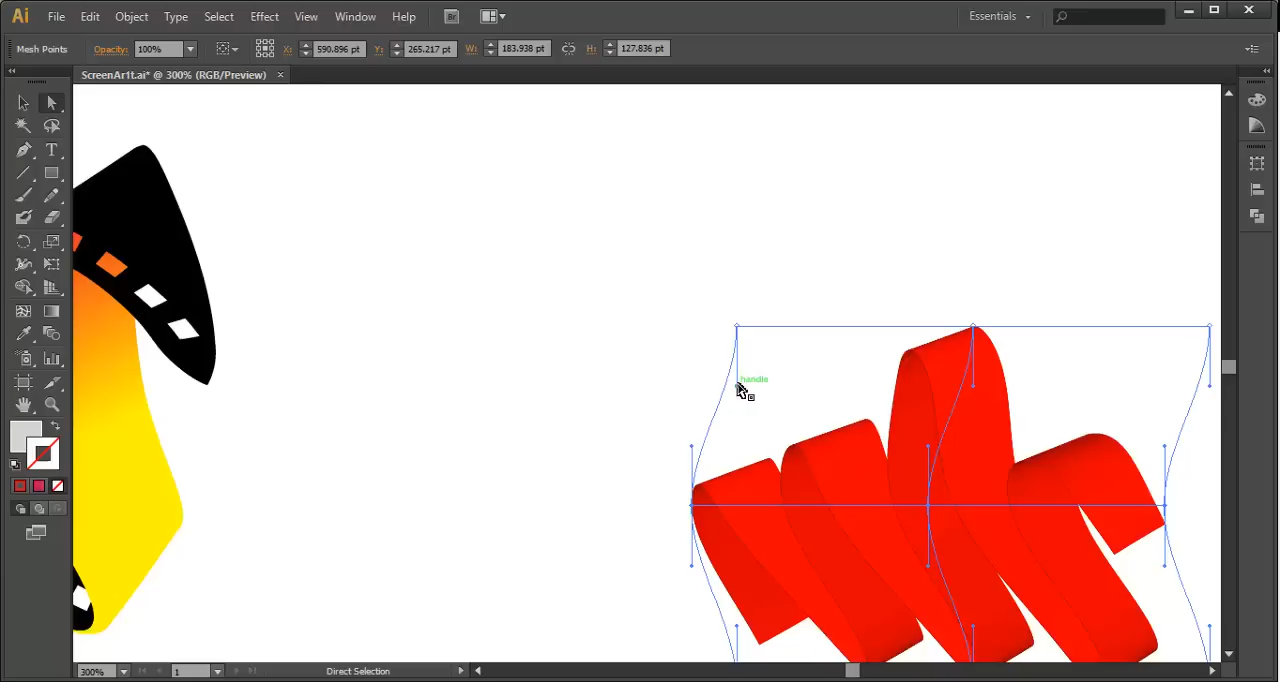 Ai File Edit Object Type Select Effect View Window Help Br Essentials
Mesh Points Opacity: 100% X: 590.896 pt Y: 265.217 pt W: 183.938 pt H: 127.836 pt
ScreenAr1t.ai* @ 300% (RGB/Preview)
T
handle
300% 1 Direct Selection